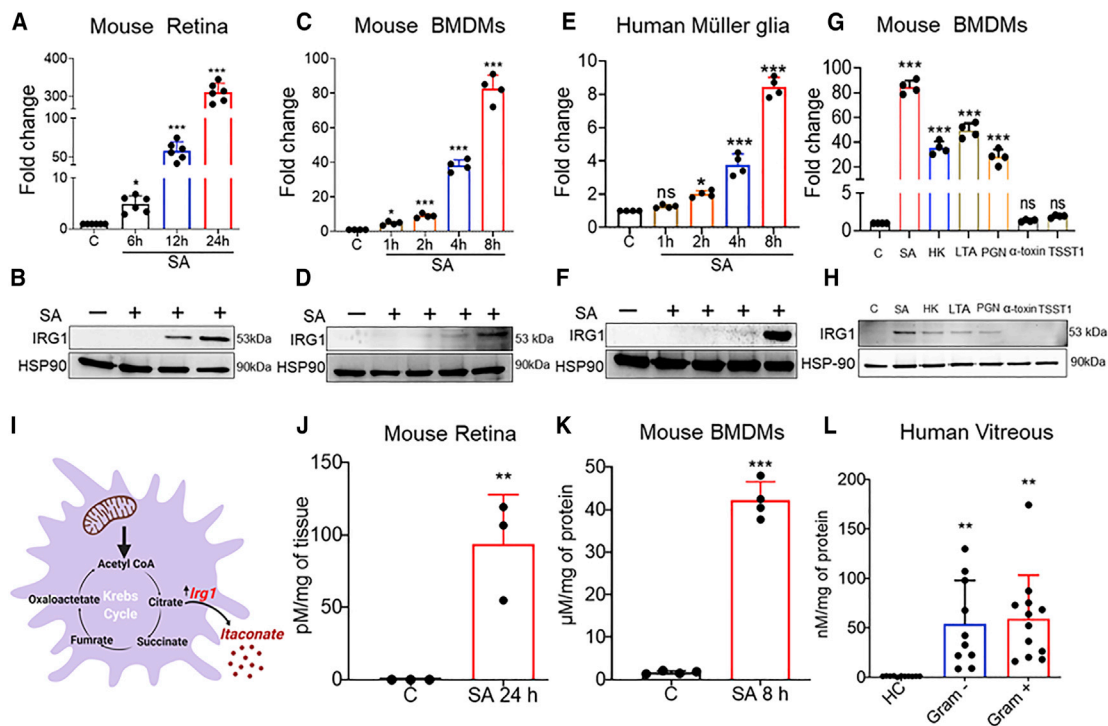 A
Mouse Retina
Fold change
400
300
200
100
100
50
10
0
*
***
***
C
6h
12h
24h
SA
C
Mouse BMDMs
Fold change
100
80
60
40
20
0
*
***
***
***
C
1h
2h
4h
8h
SA
E
Human Müller glia
Fold change
10
8
6
4
2
0
ns
*
***
***
C
1h
2h
4h
8h
SA
G
Mouse BMDMs
Fold change
100
80
60
40
20
5
0
***
***
***
***
ns
ns
C
SA
HK
LTA
PGN
α-toxin
TSST1
B
SA — + + +
IRG1
53kDa
HSP90
90kDa
D
SA — + + + +
IRG1
53 kDa
HSP90
90kDa
F
SA — + + + +
IRG1
53kDa
HSP90
90kDa
H
C SA HK LTA PGN α-toxin TSST1
IRG1
53 kDa
HSP-90
90kDa
I
Acetyl CoA
Oxaloactetate
Krebs
Cycle
Citrate
Irg1
Itaconate
Fumrate
Succinate
J
Mouse Retina
pM/mg of tissue
150
100
50
0
**
C
SA 24 h
K
Mouse BMDMs
µM/mg of protein
50
40
30
20
10
0
***
C
SA 8 h
L
Human Vitreous
nM/mg of protein
200
150
100
50
0
**
**
HC
Gram -
Gram +